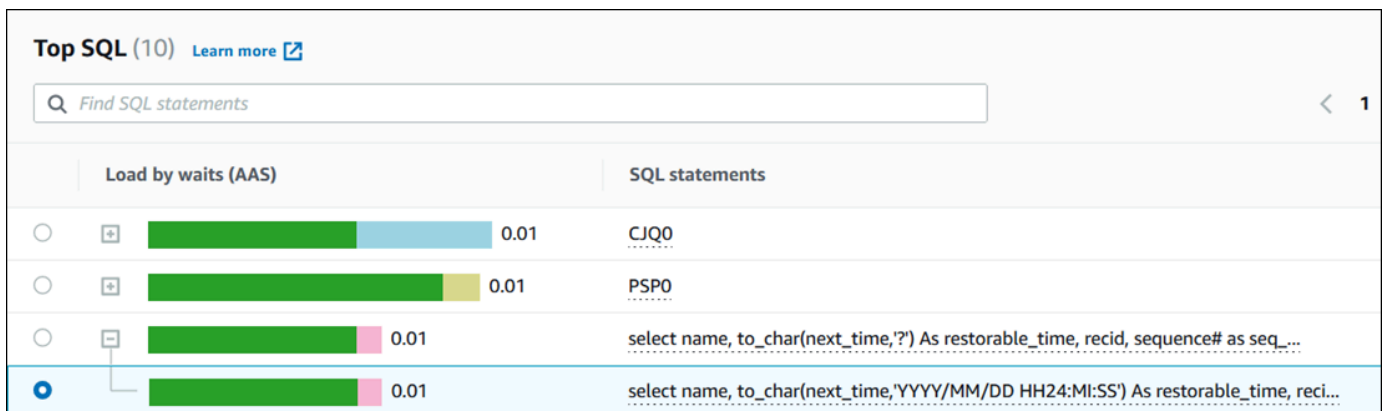 Top SQL (10) Learn more
Find SQL statements
1
Load by waits (AAS) SQL statements
0.01 CJQ0
0.01 PSP0
0.01 select name, to_char(next_time,'?') As restorable_time, recid, sequence# as seq_...
0.01 select name, to_char(next_time,'YYYY/MM/DD HH24:MI:SS') As restorable_time, reci...